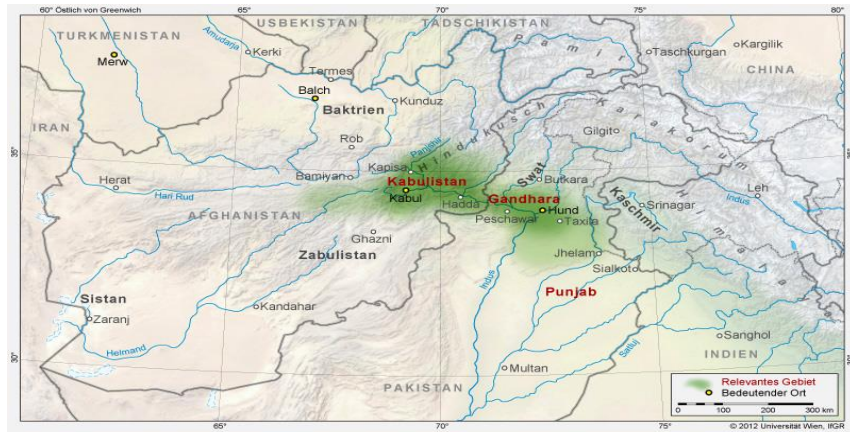 60° Östlich von Greenwich
65°
70°
75°
80°
USBEKISTAN
TADSCHIKISTAN
TURKMENISTAN
Amudarja
Kerki
Pamir
Taschkurgan
Kargilik
Merw
Termes
CHINA
Balch
Kunduz
Baktrien
Karakorum
IRAN
Rob
Hindukusch
Gilgit
35°
35°
Panjshir
Kapisa
Swat
Bamiyan
Butkara
Herat
Kabulistan
Leh
Hari Rud
Kabul
Hadda
Gandhara
Kaschmir
Indus
Hund
Srinagar
AFGHANISTAN
Peschawar
Taxila
Himalaya
Ghazni
Zabulistan
Jhelam
Sialkot
Indus
Sistan
Punjab
Kandahar
Zaranj
Sanghol
Helmand
Satluj
INDIEN
30°
30°
Multan
PAKISTAN
Relevantes Gebiet
Bedeutender Ort
0 100 200 300 km
65°
70°
75°
© 2012 Universität Wien, IfGR